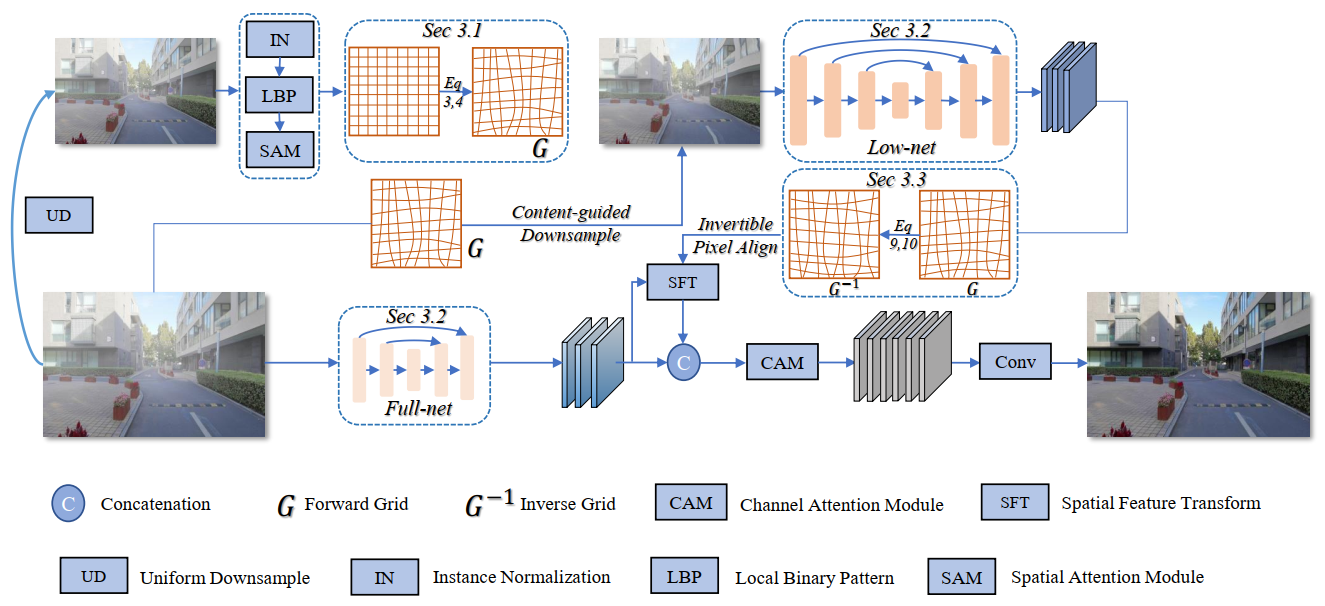 IN
LBP
SAM
Sec 3.1
Eq
3,4
G
Sec 3.2
Low-net
UD
G
Content-guided
Downsample
Invertible
Pixel Align
Sec 3.3
Eq
9,10
G⁻¹
G
SFT
Sec 3.2
Full-net
C
CAM
Conv
C Concatenation
G Forward Grid
G⁻¹ Inverse Grid
CAM Channel Attention Module
SFT Spatial Feature Transform
UD Uniform Downsample
IN Instance Normalization
LBP Local Binary Pattern
SAM Spatial Attention Module